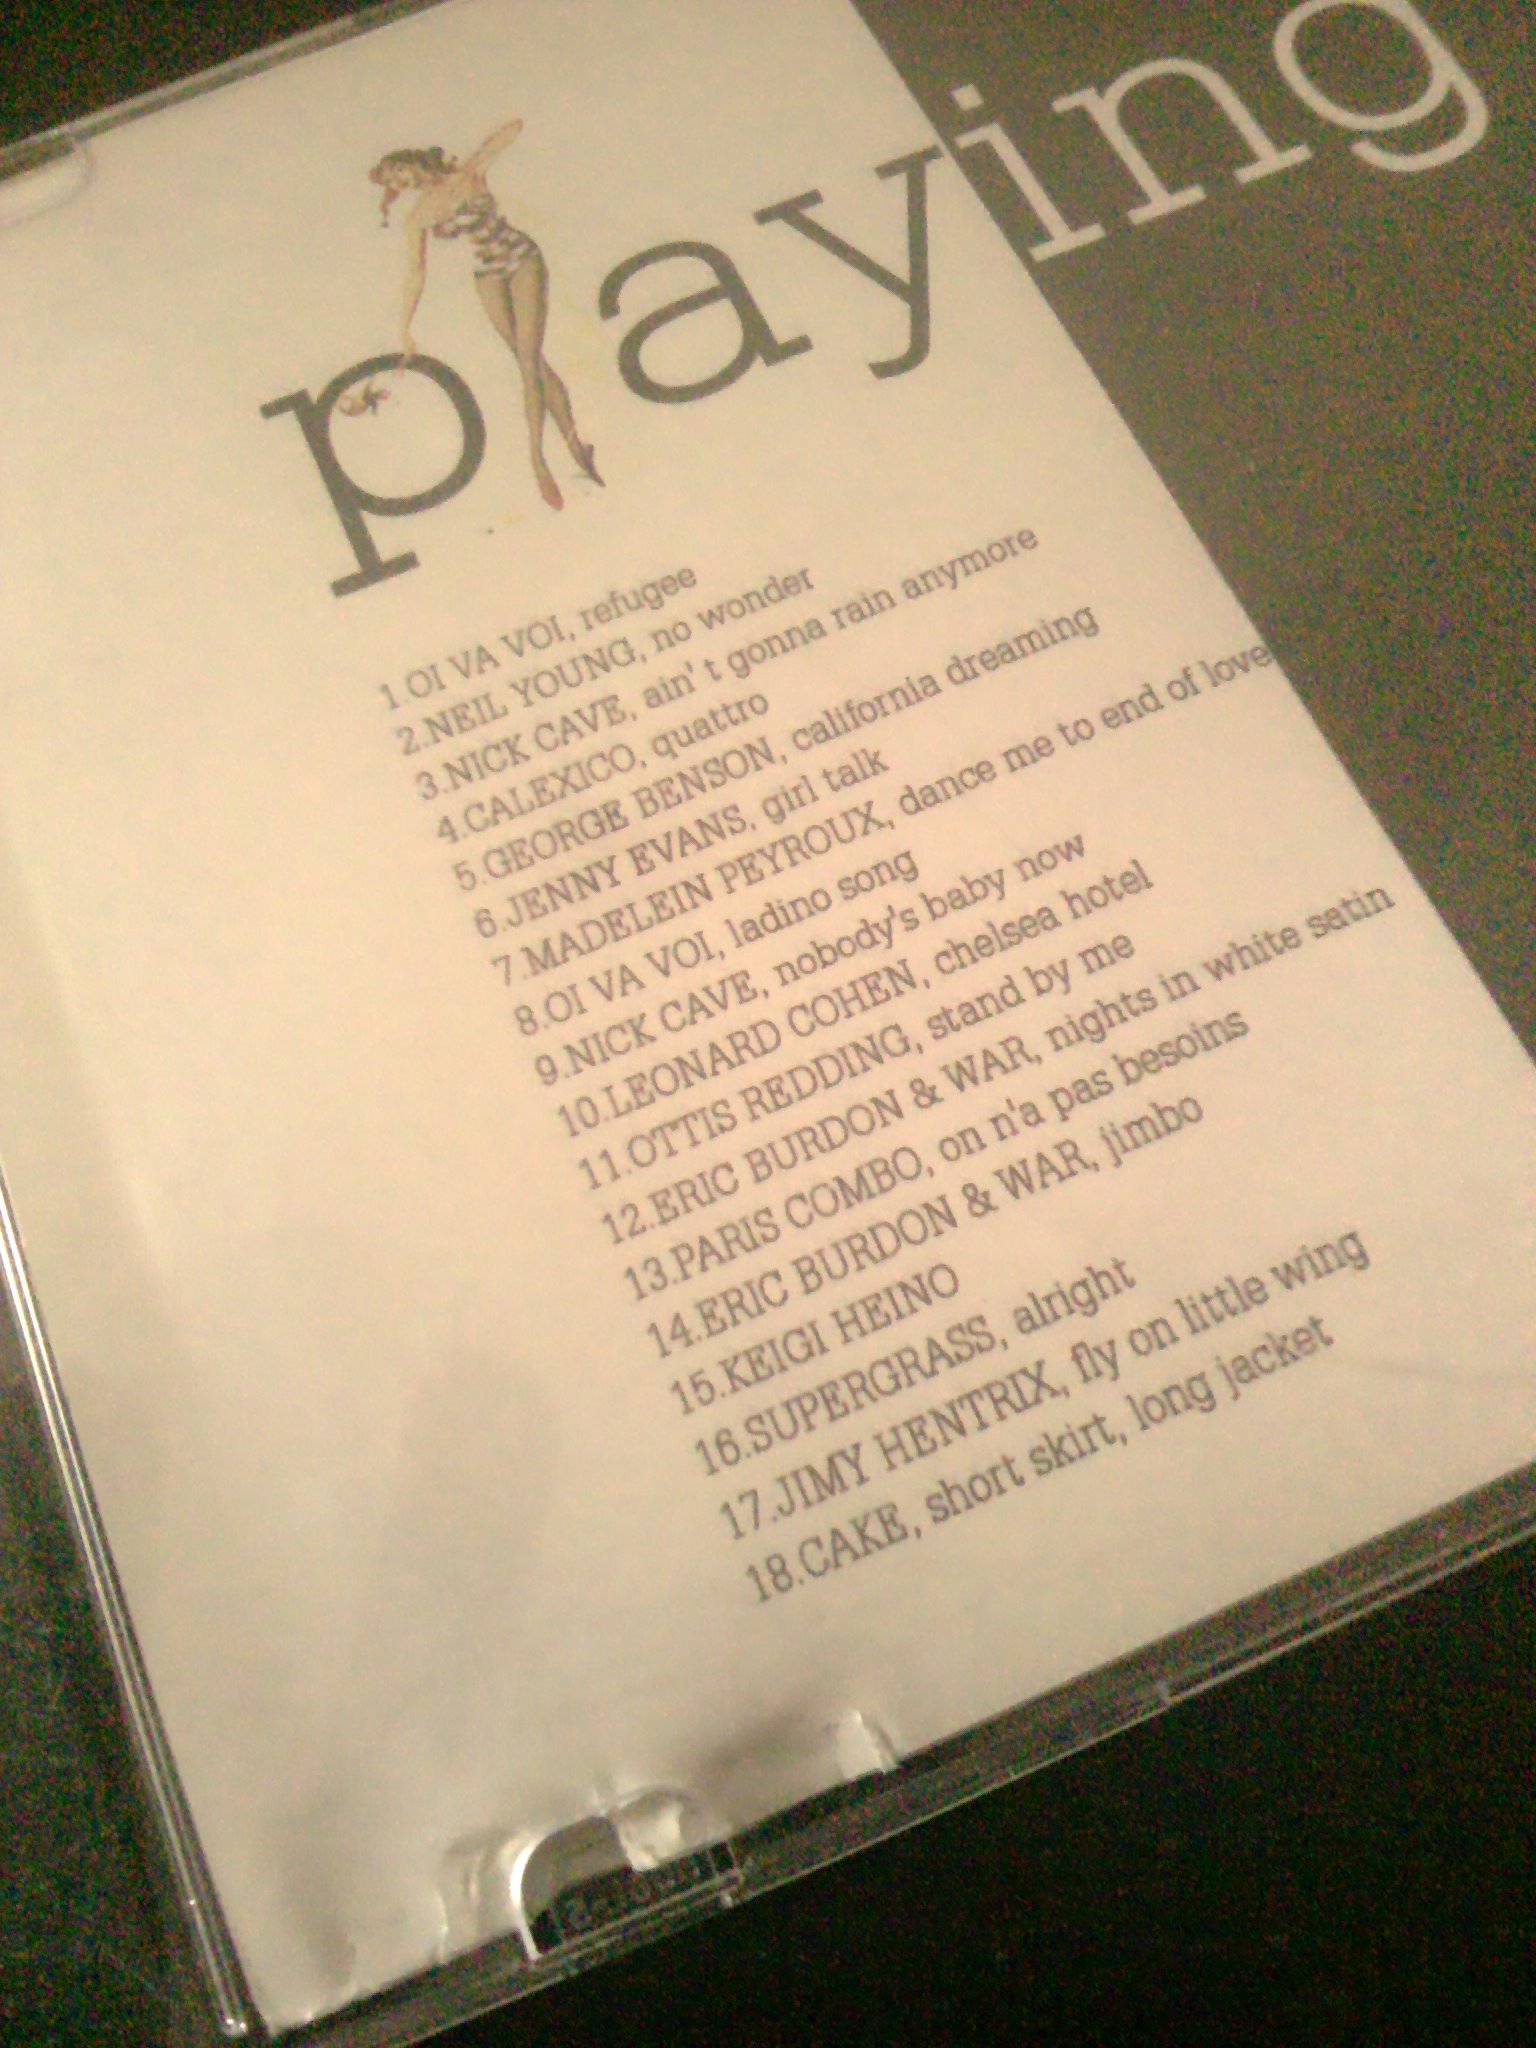 playing
1.OI VA VOI, refugee
2.NEIL YOUNG, no wonder
3.NICK CAVE, ain't gonna rain anymore
4.CALEXICO, quattro
5.GEORGE BENSON, california dreaming
6.JENNY EVANS, girl talk
7.MADELEIN PEYROUX, dance me to end of love
8.OI VA VOI, ladino song
9.NICK CAVE, nobody's baby now
10.LEONARD COHEN, chelsea hotel
11.OTTIS REDDING, stand by me
12.ERIC BURDON & WAR, nights in white satin
13.PARIS COMBO, on n'a pas besoins
14.ERIC BURDON & WAR, jimbo
15.KEIGI HEINO
16.SUPERGRASS, alright
17.JIMY HENTRIX, fly on little wing
18.CAKE, short skirt, long jacket